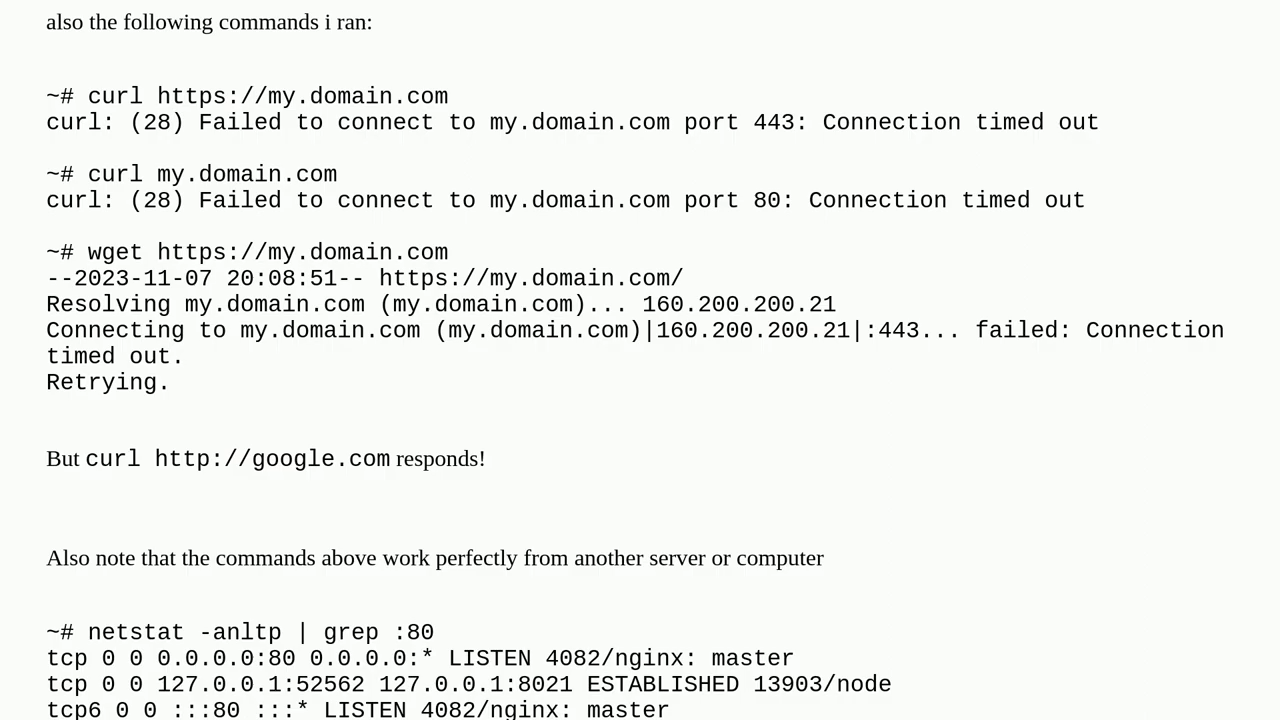 also the following commands i ran:
~# curl https://my.domain.com
curl: (28) Failed to connect to my.domain.com port 443: Connection timed out
~# curl my.domain.com
curl: (28) Failed to connect to my.domain.com port 80: Connection timed out
~# wget https://my.domain.com
--2023-11-07 20:08:51-- https://my.domain.com/
Resolving my.domain.com (my.domain.com)... 160.200.200.21
Connecting to my.domain.com (my.domain.com)|160.200.200.21|:443... failed: Connection
timed out.
Retrying.
But curl http://google.com responds!
Also note that the commands above work perfectly from another server or computer
~# netstat -anltp | grep :80
tcp 0 0 0.0.0.0:80 0.0.0.0:* LISTEN 4082/nginx: master
tcp 0 0 127.0.0.1:52562 127.0.0.1:8021 ESTABLISHED 13903/node
tcp6 0 0 :::80 :::* LISTEN 4082/nginx: master